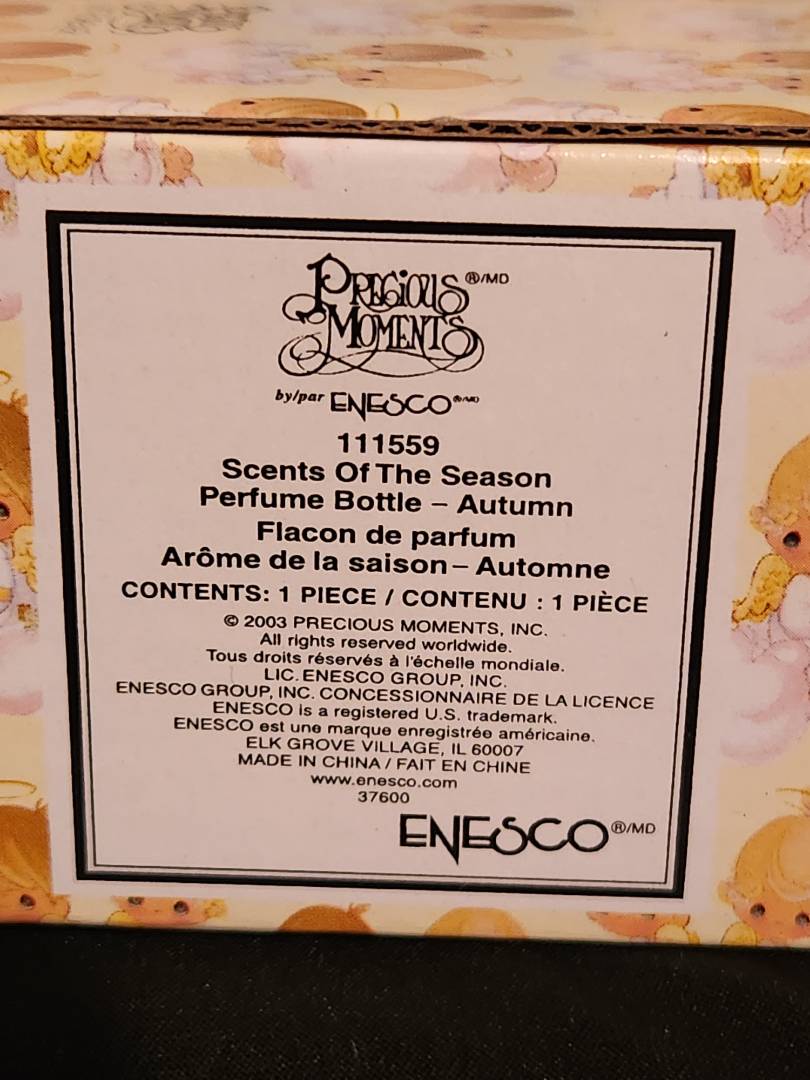 PRECIOUS ®/MD
MOMENTS
by/par ENESCO ®/MD
111559
Scents Of The Season
Perfume Bottle – Autumn
Flacon de parfum
Arôme de la saison – Automne
CONTENTS: 1 PIECE / CONTENU : 1 PIÈCE
© 2003 PRECIOUS MOMENTS, INC.
All rights reserved worldwide.
Tous droits réservés à l'échelle mondiale.
LIC. ENESCO GROUP, INC.
ENESCO GROUP, INC. CONCESSIONNAIRE DE LA LICENCE
ENESCO is a registered U.S. trademark.
ENESCO est une marque enregistrée américaine.
ELK GROVE VILLAGE, IL 60007
MADE IN CHINA / FAIT EN CHINE
www.enesco.com
37600
ENESCO ®/MD